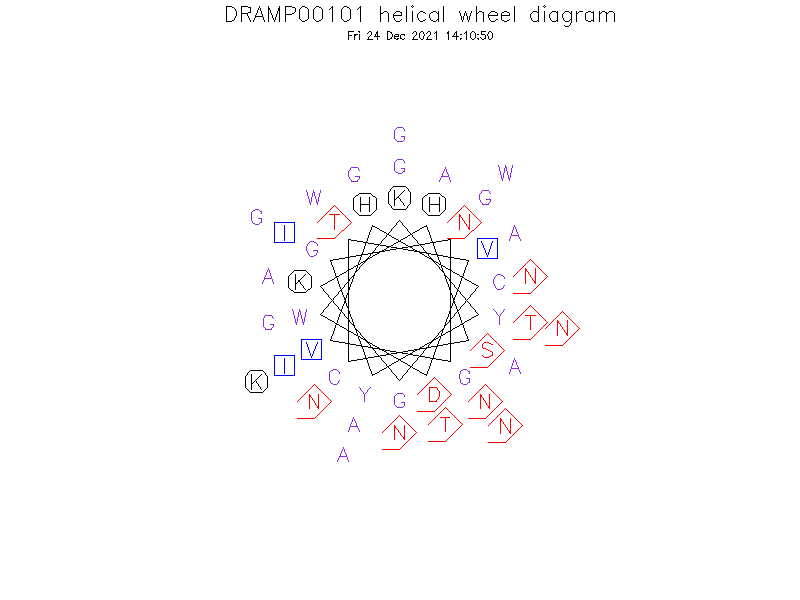 DRAMP00101 helical wheel diagram
Fri 24 Dec 2021 14:10:50
G
G
G A W
W H K H G
G I T N A
G V
A K C N
G W Y T N
V S
K I C G A
N Y G D N
A N T N
A